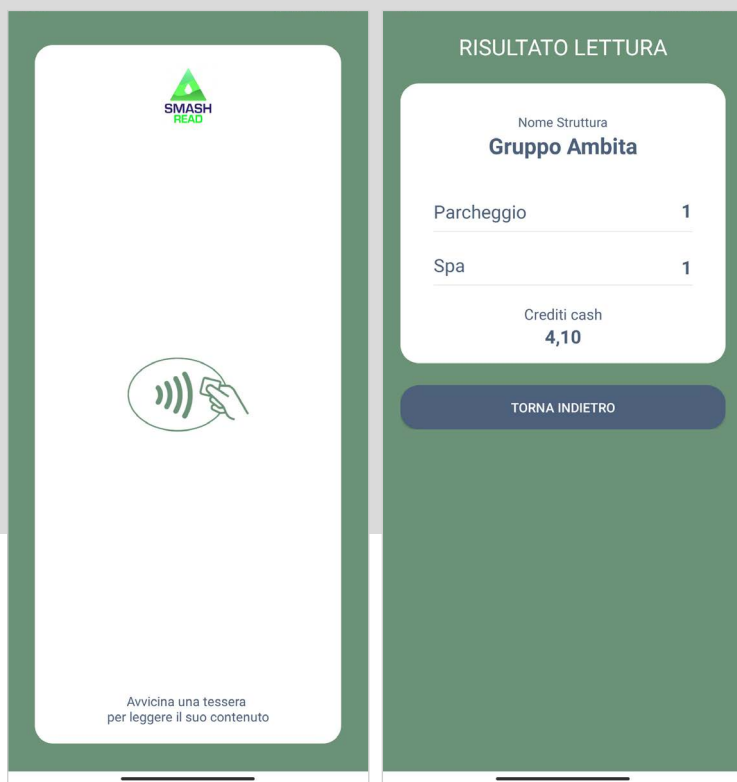 SMASH
READ
Avvicina una tessera
per leggere il suo contenuto
RISULTATO LETTURA
Nome Struttura
Gruppo Ambita
Parcheggio 1
Spa 1
Crediti cash
4,10
TORNA INDIETRO